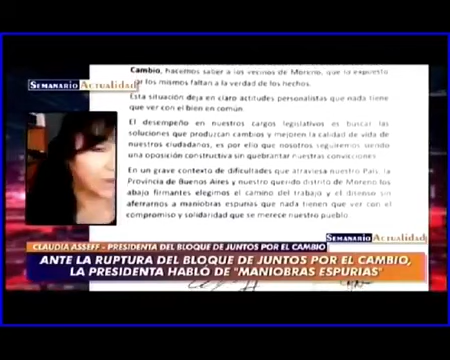 Cambio, hacemos saber a los vecinos de Moreno, que lo expuesto
por los mismos faltan a la verdad de los hechos.
SEMANARIO Actualidad
Esta situación deja en claro actitudes personalistas que nada tiene
que ver con el bien en común.
El desempeño en nuestros cargos legislativos es buscar las
soluciones que produzcan cambios y mejoren la calidad de vida de
nuestros ciudadanos, es por ello que nosotros seguiremos siendo
una oposición constructiva sin quebrantar nuestras convicciones
En un grave contexto de dificultades que atraviesa nuestro País, la
Provincia de Buenos Aires y nuestro querido distrito de Moreno los
abajo firmantes elegimos el camino del trabajo y el disenso sin
aferrarnos a maniobras espurias que nada tienen que ver con el
compromiso y solidaridad que se merece nuestro pueblo
SEMANARIO Actualidad
CLAUDIA ASSEFF - PRESIDENTA DEL BLOQUE DE JUNTOS POR EL CAMBIO
ANTE LA RUPTURA DEL BLOQUE DE JUNTOS POR EL CAMBIO,
LA PRESIDENTA HABLÓ DE "MANIOBRAS ESPURIAS"